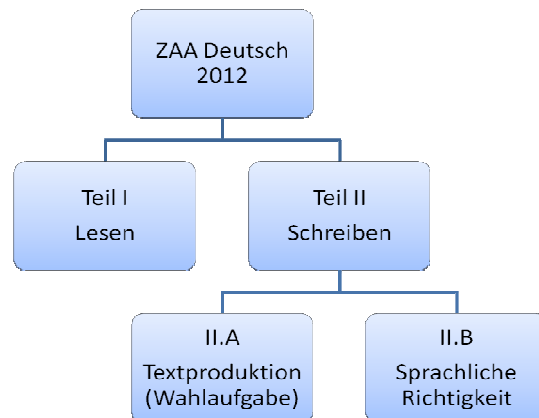 ZAA Deutsch
2012
Teil I
Lesen
Teil II
Schreiben
II.A
Textproduktion
(Wahlaufgabe)
II.B
Sprachliche
Richtigkeit